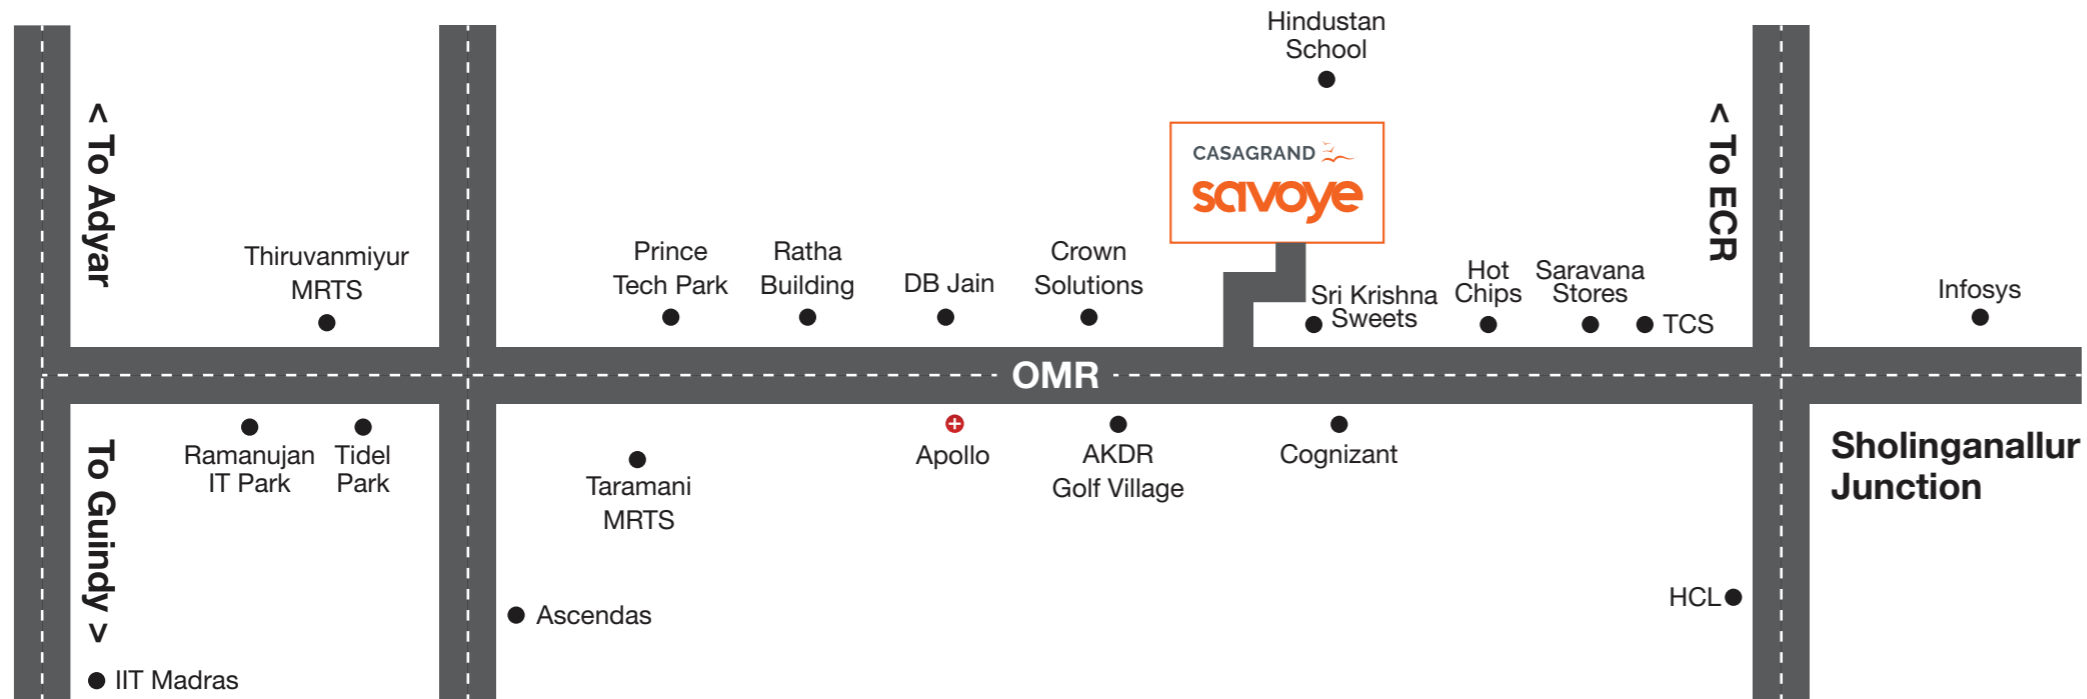 Hindustan
School
< To Adyar
CASAGRAND
savoye
< To ECR
Thiruvanmiyur
MRTS
Prince
Tech Park
Ratha
Building
DB Jain
Crown
Solutions
Sri Krishna
Sweets
Hot
Chips
Saravana
Stores
TCS
Infosys
OMR
To Guindy >
Ramanujan
IT Park
Tidel
Park
Taramani
MRTS
Apollo
AKDR
Golf Village
Cognizant
Sholinganallur
Junction
Ascendas
HCL
IIT Madras